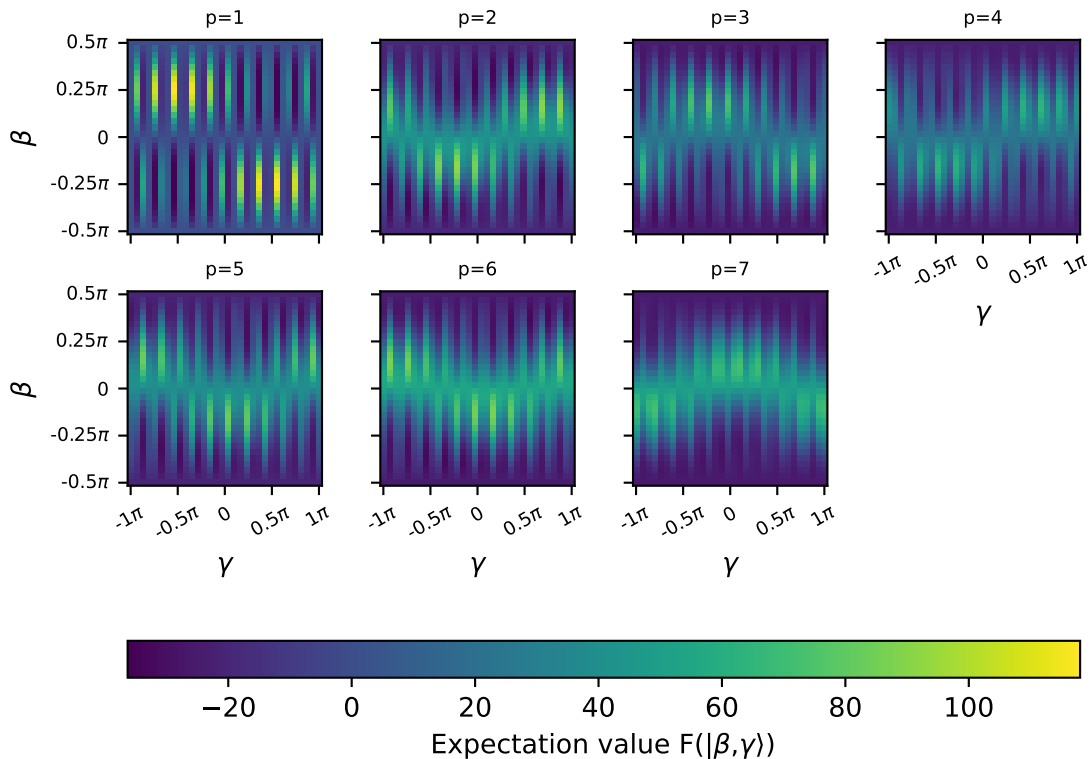 p=1 p=2 p=3 p=4
0.5π
0.25π
0
-0.25π
-0.5π
β
-1π -0.5π 0 0.5π 1π
γ
p=5 p=6 p=7
0.5π
0.25π
0
-0.25π
-0.5π
β
-1π -0.5π 0 0.5π 1π -1π -0.5π 0 0.5π 1π -1π -0.5π 0 0.5π 1π
γ γ γ
−20 0 20 40 60 80 100
Expectation value F(|β,γ⟩)